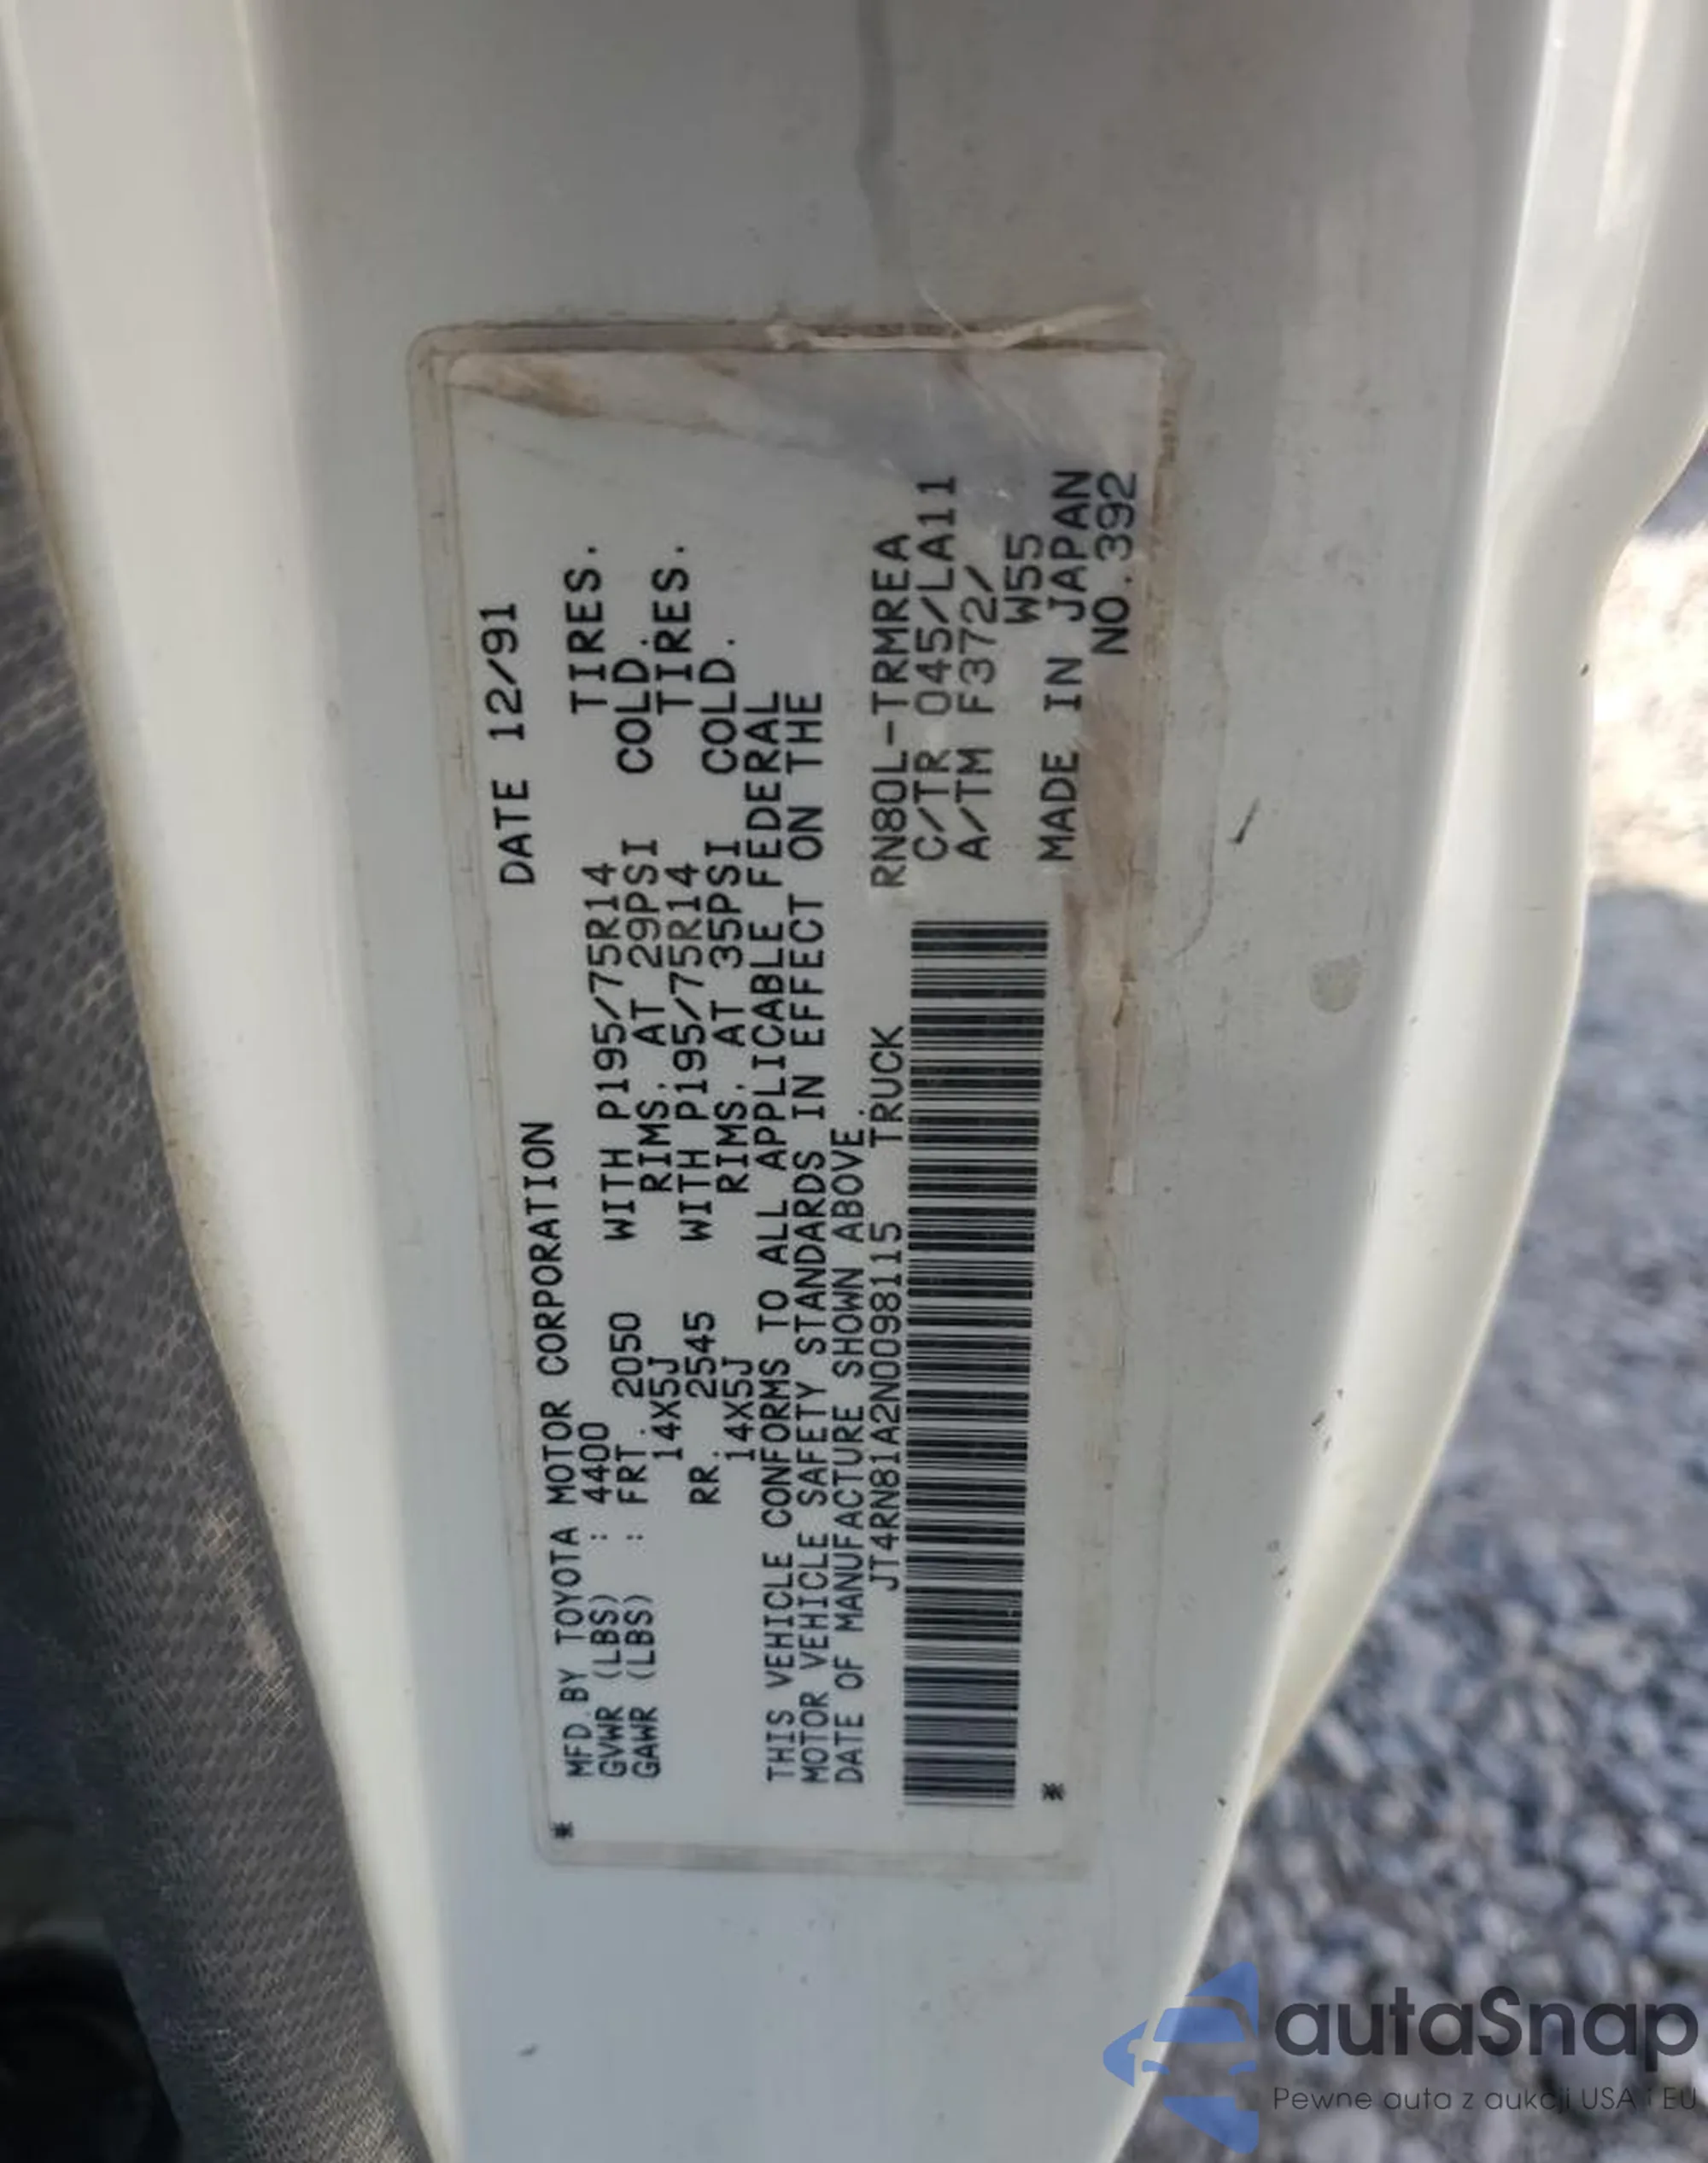 MFD.BY TOYOTA MOTOR CORPORATION DATE 12/91
GVWR (LBS) : 4400 WITH P195/75R14 TIRES.
GAWR (LBS) : FRT. 2050 RIMS. AT 29PSI COLD.
14X5J WITH P195/75R14 TIRES.
RR. 2545 RIMS. AT 35PSI COLD.
14X5J
THIS VEHICLE CONFORMS TO ALL APPLICABLE FEDERAL
MOTOR VEHICLE SAFETY STANDARDS IN EFFECT ON THE
DATE OF MANUFACTURE SHOWN ABOVE.
JT4RN81A2N0098115 TRUCK RN80L-TRMREA
C/TR 045/LA11
A/TM F372/
W55
MADE IN JAPAN
NO.392
* *
autaSnap
Pewne auta z aukcji USA i EU